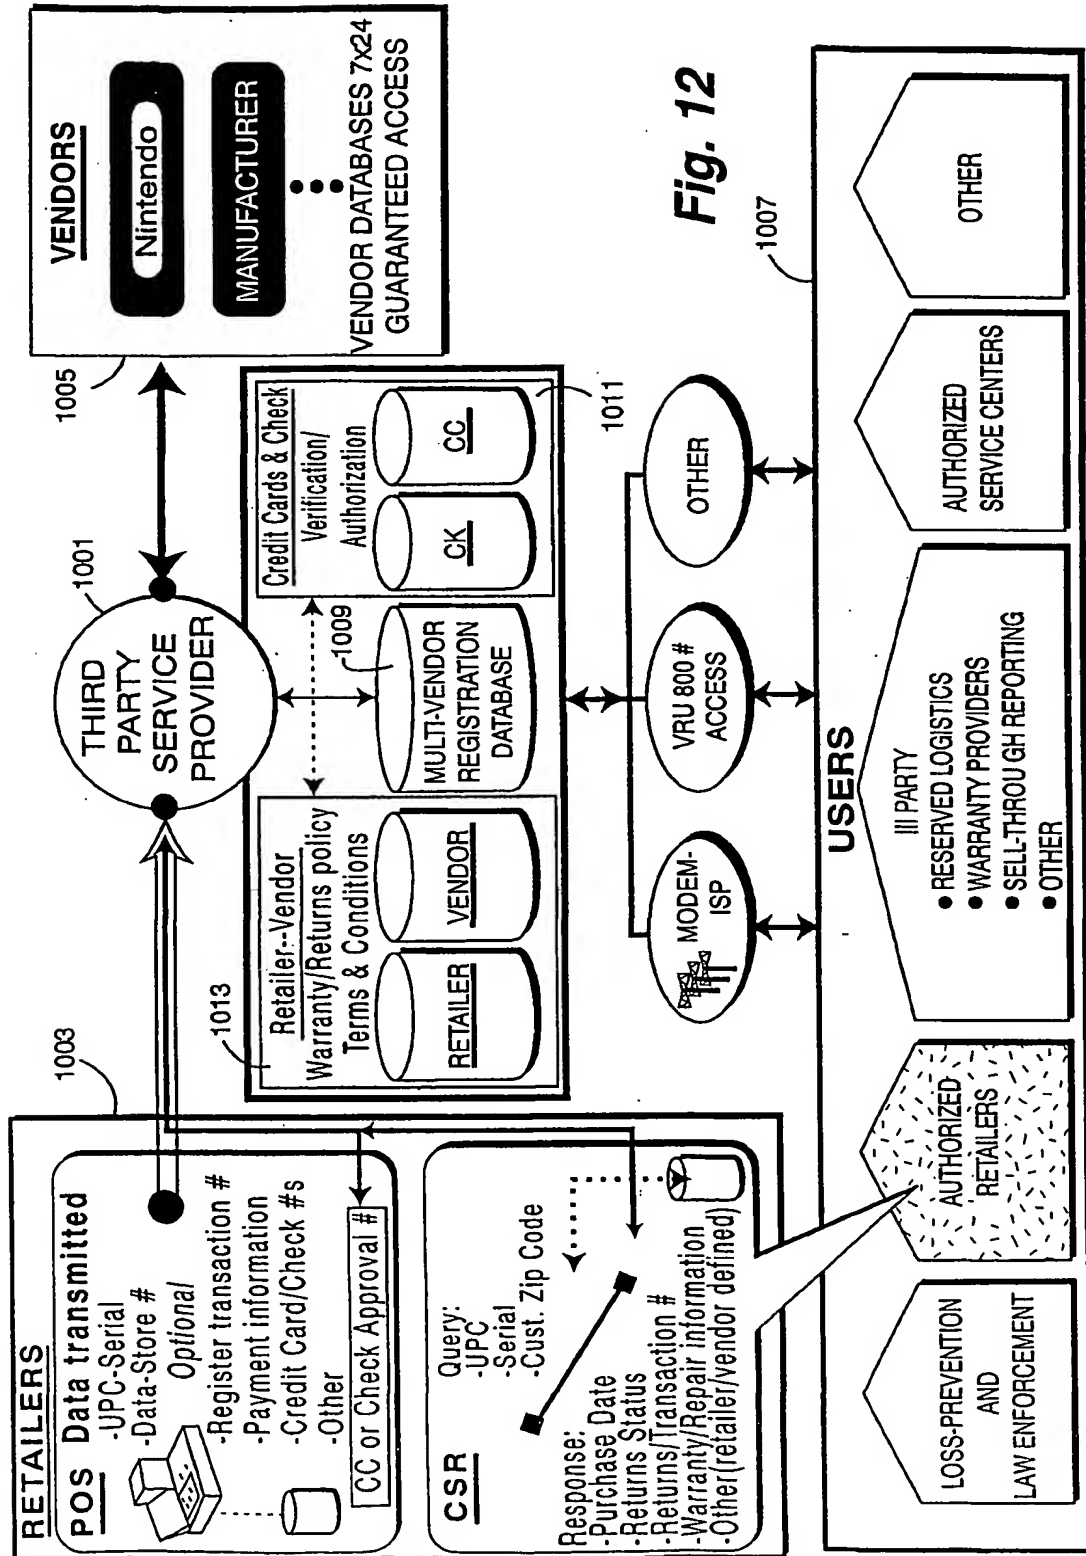 RETAILERS
POS Data transmitted
-UPC-Serial
-Data-Store #
Optional
-Register transaction #
-Payment information
-Credit Card/Check #s
-Other
CC or Check Approval #
CSR
Query:
-UPC
-Serial
-Cust. Zip Code
Response:
-Purchase Date
-Returns Status
-Returns/Transaction #
-Warranty/Repair information
-Other(retailer/vendor defined)
1003
THIRD
PARTY
SERVICE
PROVIDER
1001
1005
VENDORS
Nintendo
MANUFACTURER
VENDOR DATABASES 7x24
GUARANTEED ACCESS
1013
Retailer-Vendor
Warranty/Returns policy
Terms & Conditions
RETAILER
VENDOR
1009
MULTI-VENDOR
REGISTRATION
DATABASE
Credit Cards & Check
Verification/
Authorization
CK
CC
1011
MODEM-
ISP
VRU 800 #
ACCESS
OTHER
Fig. 12
1007
USERS
LOSS-PREVENTION
AND
LAW ENFORCEMENT
AUTHORIZED
RETAILERS
III PARTY
● RESERVED LOGISTICS
● WARRANTY PROVIDERS
● SELL-THROUGH REPORTING
● OTHER
AUTHORIZED
SERVICE CENTERS
OTHER